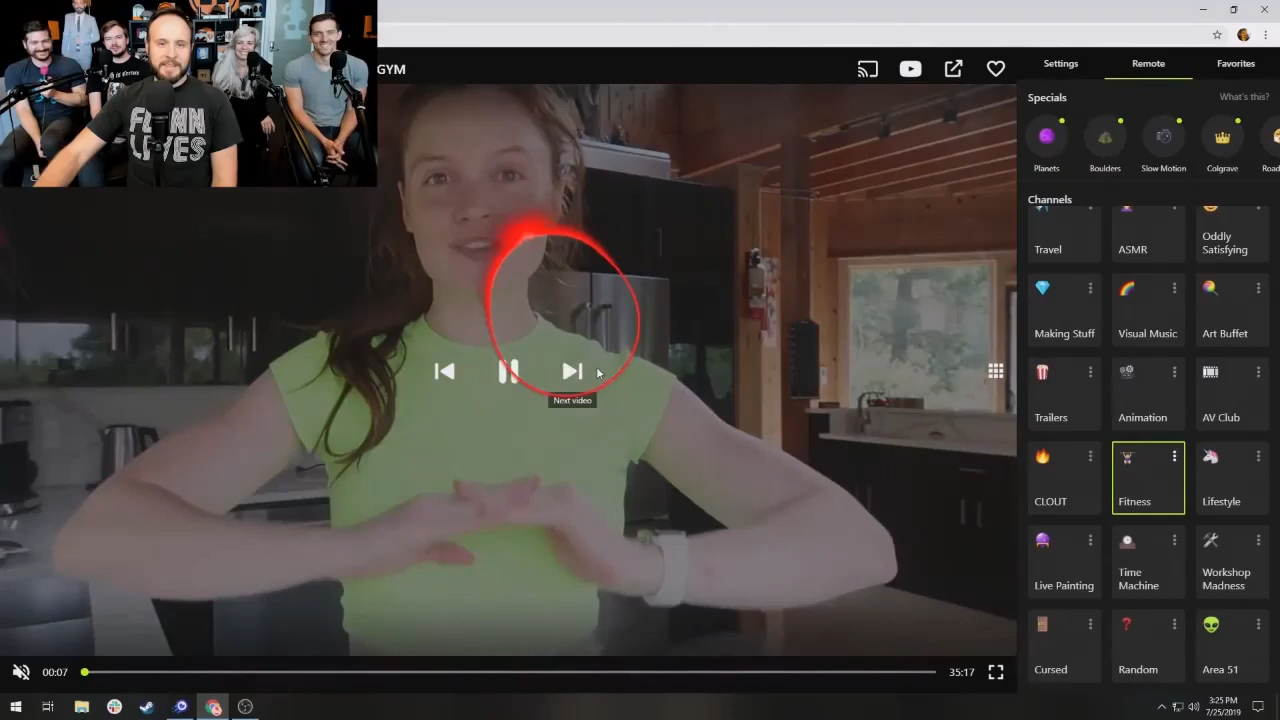 FLYNN
LIVES
GYM
Settings
Remote
Favorites
Specials
What's this?
Planets
Boulders
Slow Motion
Colgrave
Road
Channels
Travel
ASMR
Oddly
Satisfying
Making Stuff
Visual Music
Art Buffet
Next video
Trailers
Animation
AV Club
CLOUT
Fitness
Lifestyle
Live Painting
Time
Machine
Workshop
Madness
Cursed
Random
Area 51
00:07
35:17
3:25 PM
7/25/2019